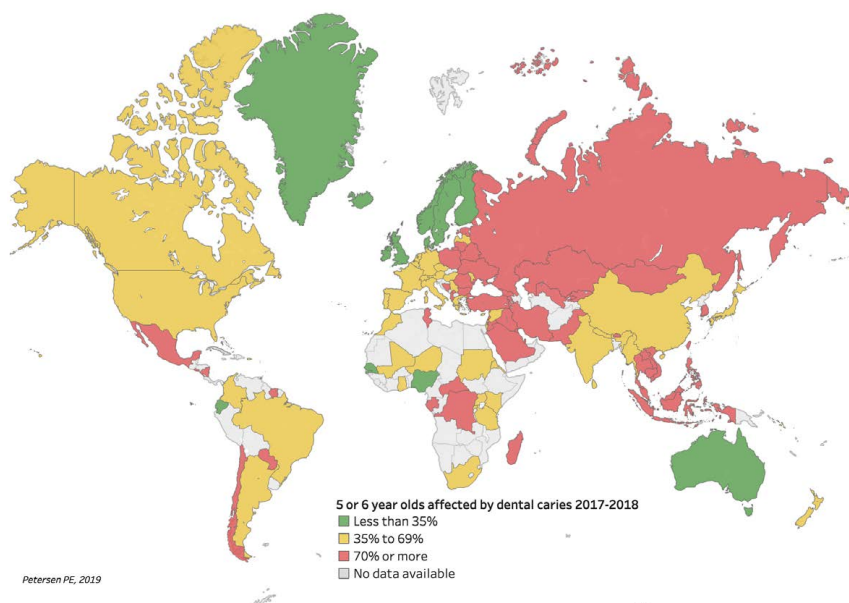 5 or 6 year olds affected by dental caries 2017-2018
Less than 35%
35% to 69%
70% or more
No data available
Petersen PE, 2019